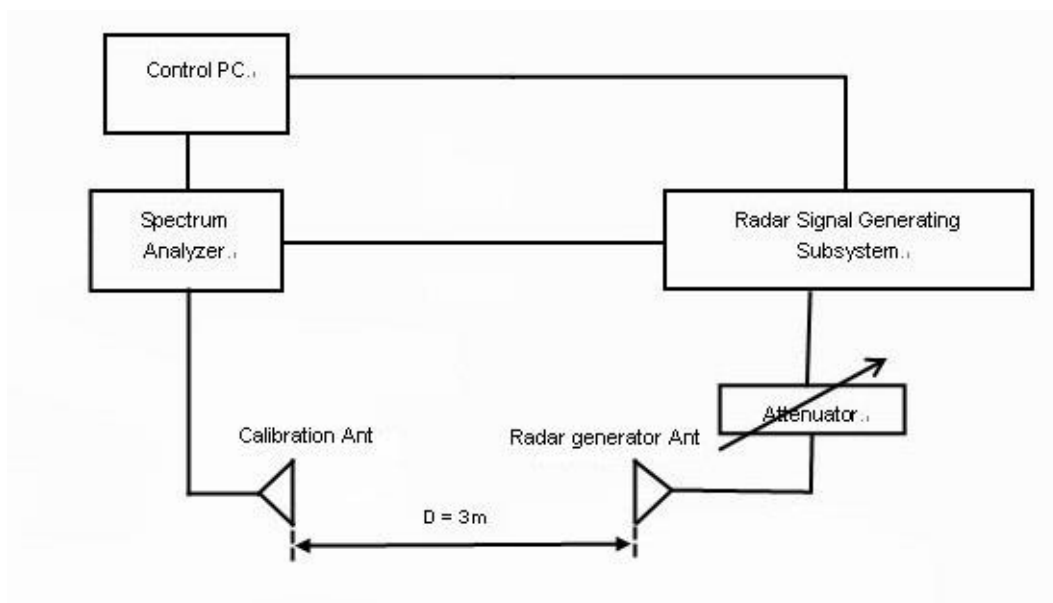 Control PC
Spectrum
Analyzer
Radar Signal Generating
Subsystem
Attenuator
Calibration Ant
Radar generator Ant
D = 3m